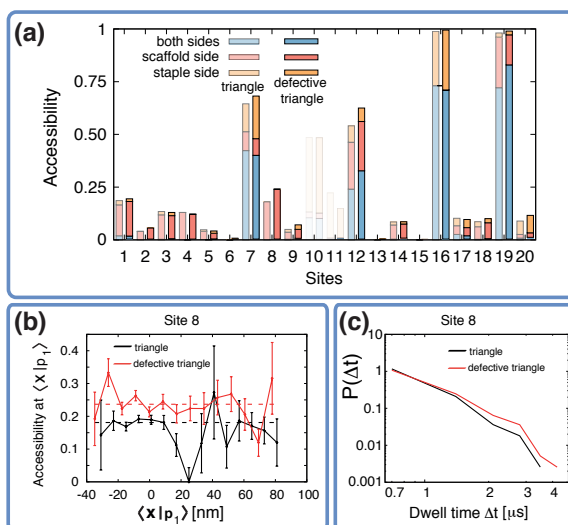 (a)
both sides
scaffold side
staple side
triangle
defective
triangle
Accessibility
1
0.75
0.50
0.25
0
1 2 3 4 5 6 7 8 9 10 11 12 13 14 15 16 17 18 19 20
Sites
(b)
Site 8
triangle
defective triangle
Accessibility at ⟨x|p₁⟩
0.4
0.3
0.2
0.1
0
-40 -20 0 20 40 60 80 100
⟨x|p₁⟩ [nm]
(c)
Site 8
triangle
defective triangle
P(Δt)
10
1
0.1
0.01
0.001
0.7 1 2 3 4
Dwell time Δt [μs]